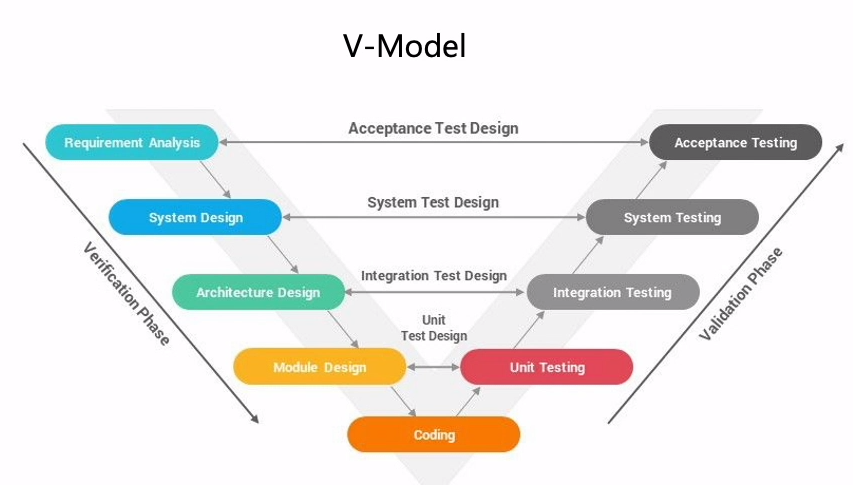 V-Model
Acceptance Test Design
Requirement Analysis
Acceptance Testing
System Test Design
System Design
System Testing
Verification Phase
Validation Phase
Integration Test Design
Architecture Design
Integration Testing
Unit
Test Design
Module Design
Unit Testing
Coding